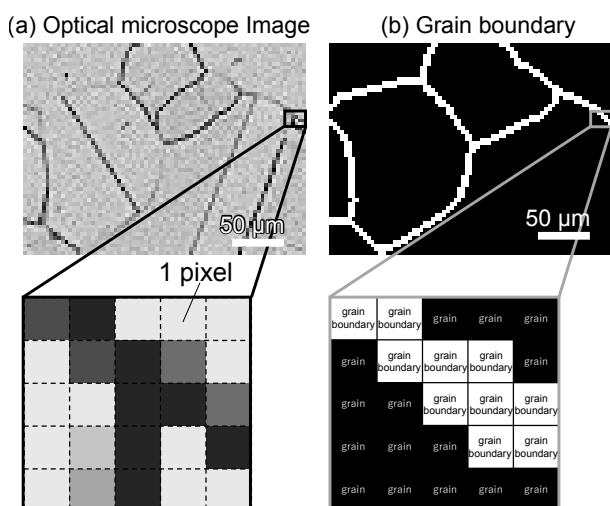 (a) Optical microscope Image
(b) Grain boundary
50 μm
50 μm
1 pixel
grain boundary grain boundary grain grain grain
grain grain boundary grain boundary grain boundary grain
grain grain grain boundary grain boundary grain boundary
grain grain grain grain boundary grain boundary
grain grain grain grain grain